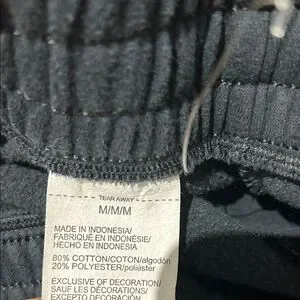 TEAR AWAY
M/M/M
MADE IN INDONESIA/
FABRIQUÉ EN INDONÉSIE/
HECHO EN INDONESIA
80% COTTON/COTON/algodón
20% POLYESTER/poliéster
EXCLUSIVE OF DECORATION/
SAUF LES DÉCORATIONS/
EXCEPTO DECORACIÓN